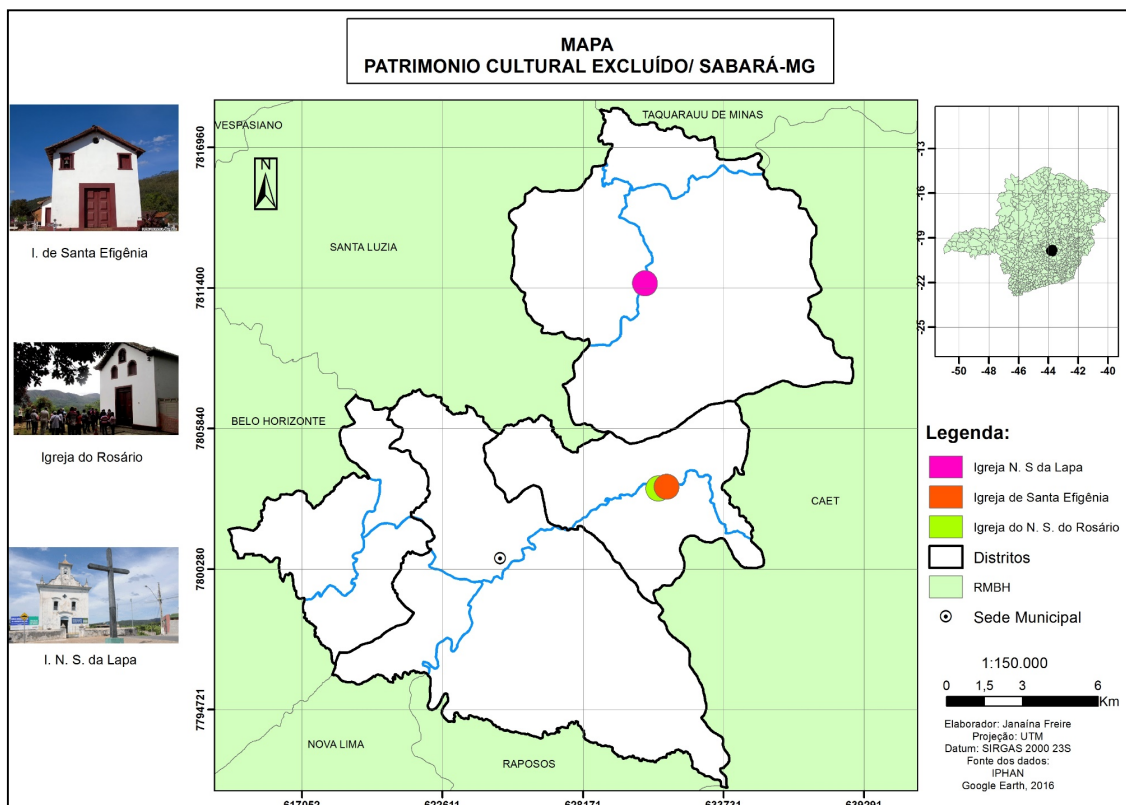 MAPA
PATRIMONIO CULTURAL EXCLUÍDO/ SABARÁ-MG
I. de Santa Efigênia
Igreja do Rosário
I. N. S. da Lapa
VESPASIANO
TAQUARAUU DE MINAS
SANTA LUZIA
BELO HORIZONTE
CAET
NOVA LIMA
RAPOSOS
N
7816960
7811400
7805840
7800280
7794721
617052
622611
628171
633731
639291
-13
-16
-19
-22
-25
-50 -48 -46 -44 -42 -40
Legenda:
Igreja N. S da Lapa
Igreja de Santa Efigênia
Igreja do N. S. do Rosário
Distritos
RMBH
Sede Municipal
1:150.000
0 1,5 3 6
Km
Elaborador: Janaína Freire
Projeção: UTM
Datum: SIRGAS 2000 23S
Fonte dos dados:
IPHAN
Google Earth, 2016